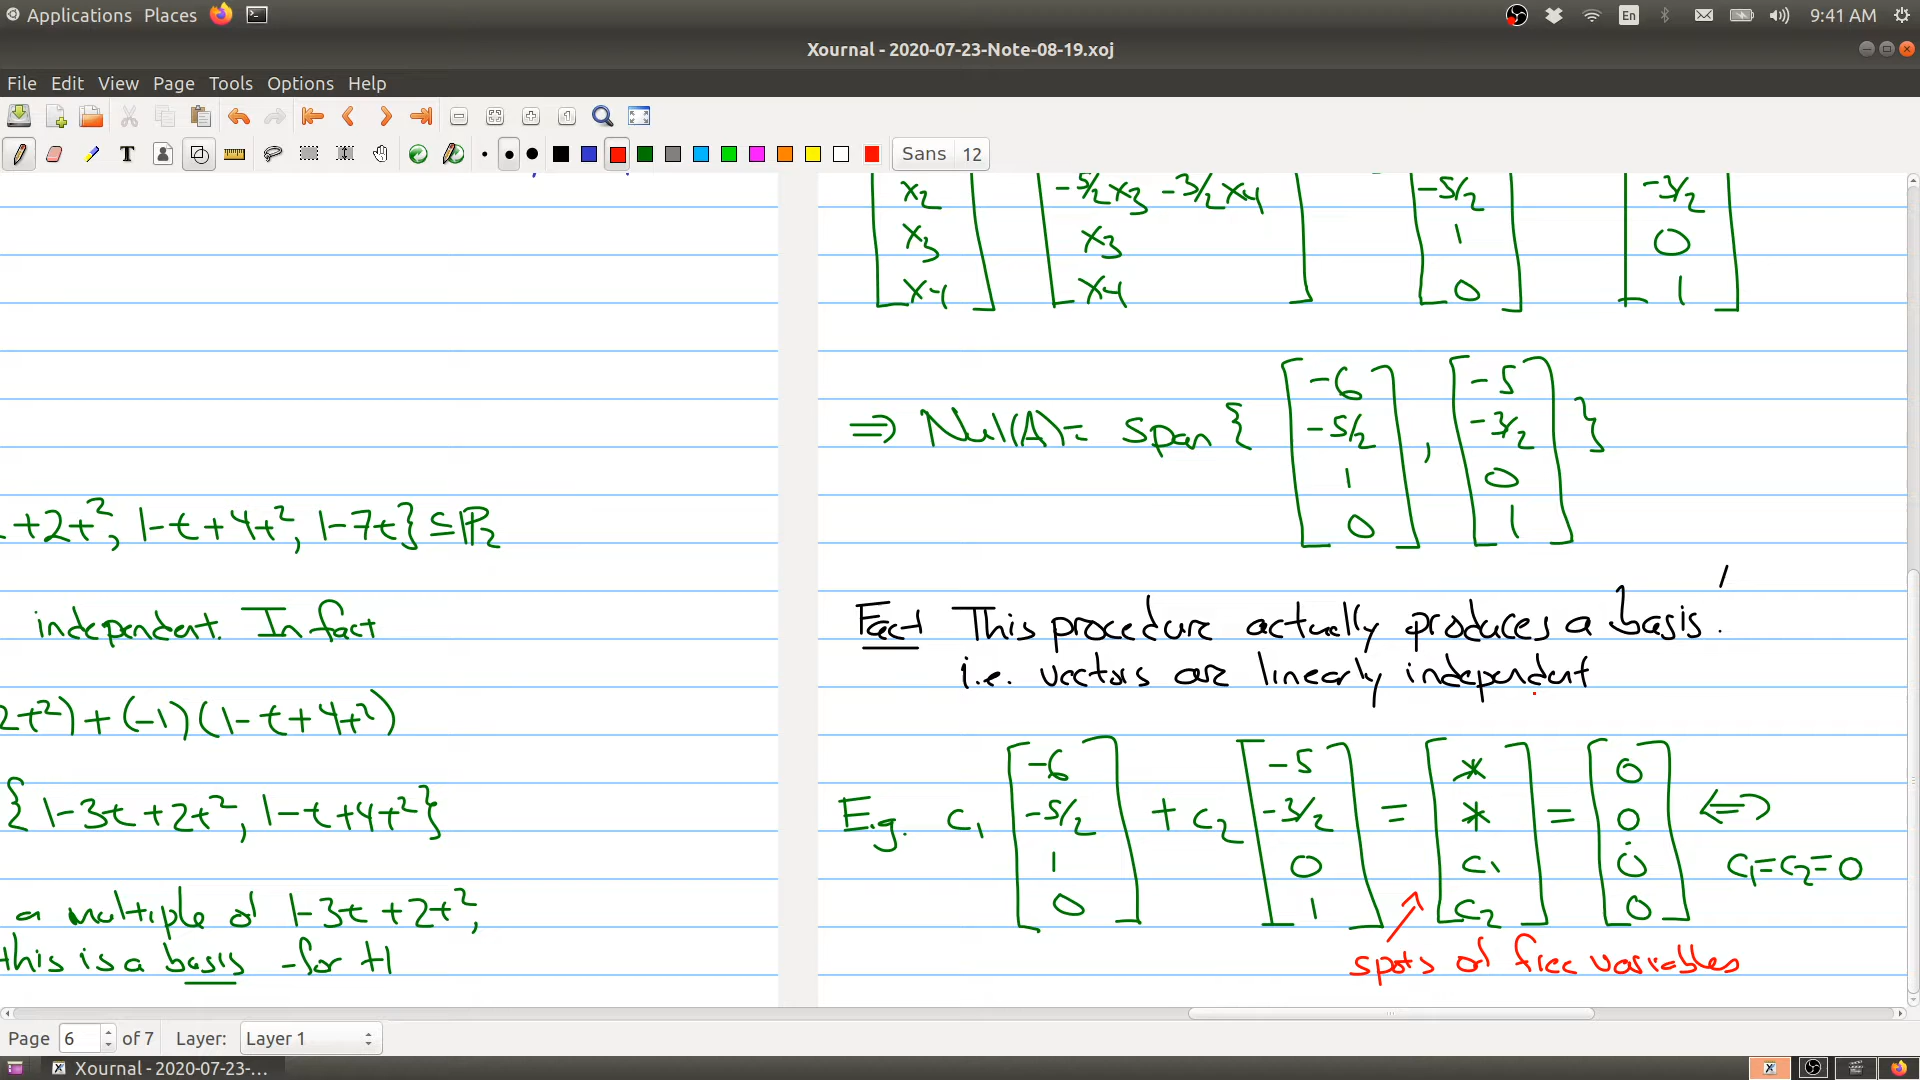 Applications Places En 9:41 AM
Xournal - 2020-07-23-Note-08-19.xoj
File Edit View Page Tools Options Help
Sans 12
+2t², 1-t+4t², 1-7t} ⊆ ℙ₂
independent. In fact
2t²) + (-1)(1-t+4t²)
{ 1-3t+2t², 1-t+4t² }
a multiple of 1-3t+2t²,
this is a basis for H
[x₂ x₃ x₄] [-5/2x₃ -3/2x₄ x₃ x₄] [-5/2 1 0] [-3/2 0 1]
⇒ Nul(A) = span { [-6 -5/2 1 0] , [-5 -3/2 0 1] }
Fact This procedure actually produces a basis!
i.e. vectors are linearly independent
E.g. c₁ [-6 -5/2 1 0] + c₂ [-5 -3/2 0 1] = [* * c₁ c₂] = [0 0 0 0] ⇔
c₁=c₂=0
spots of free variables
Page 6 of 7 Layer: Layer 1
Xournal - 2020-07-23-...